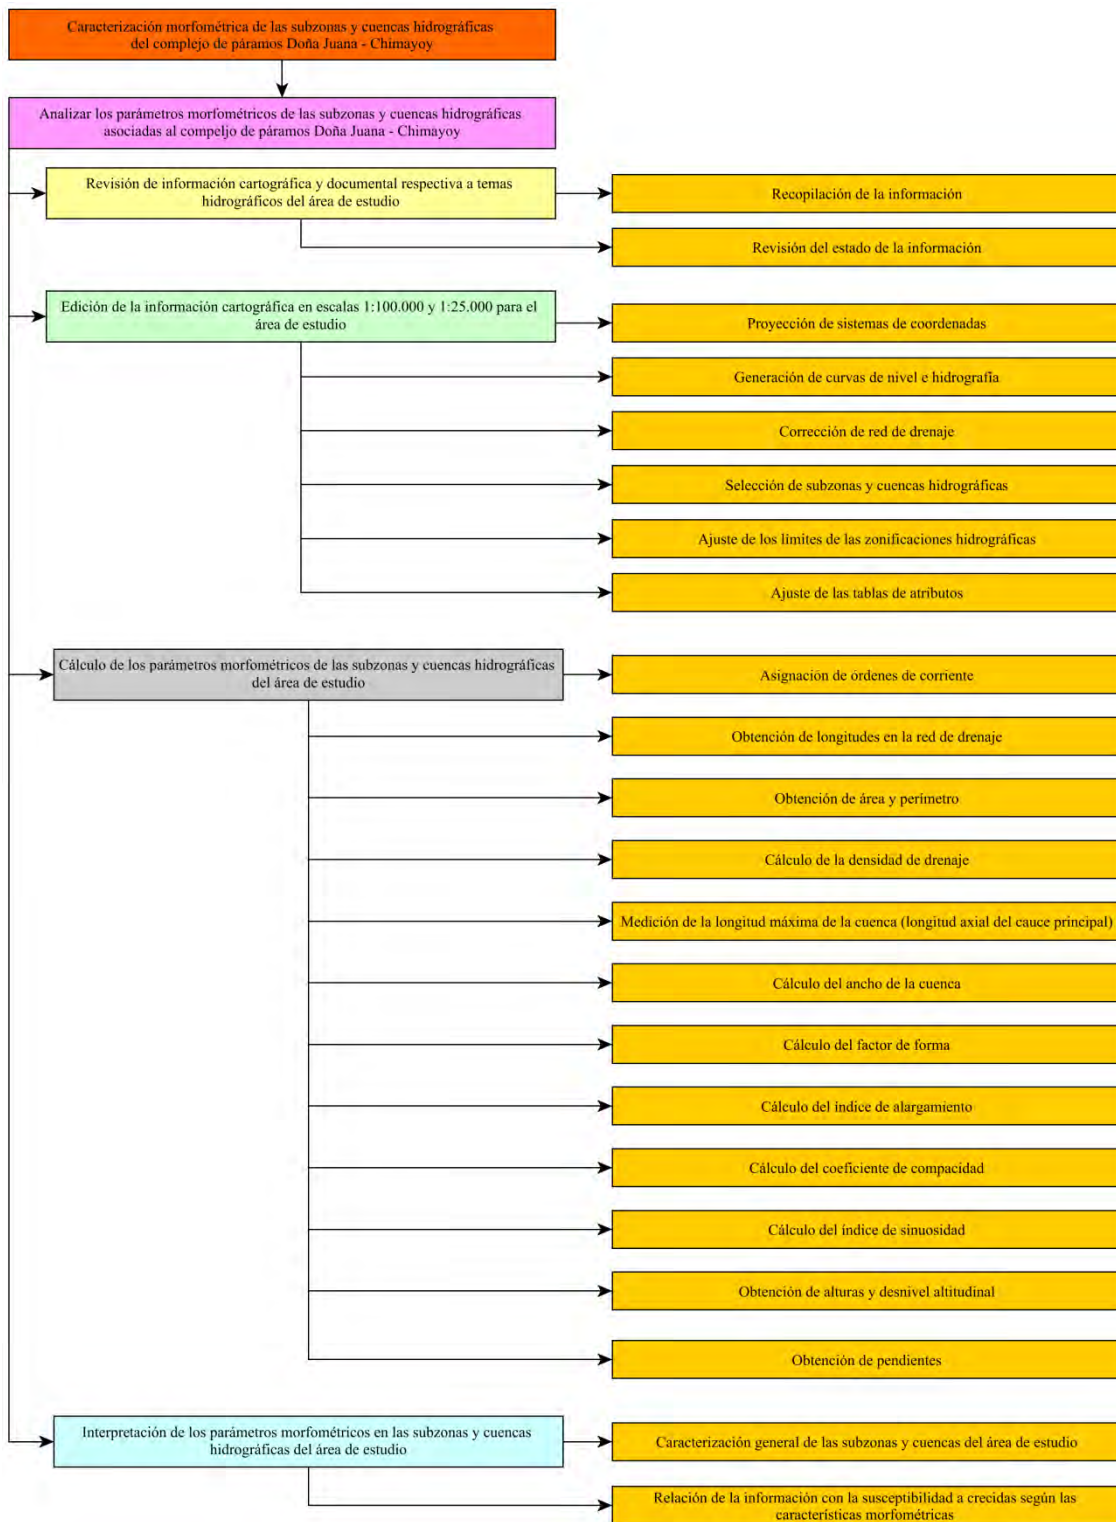 Caracterización morfométrica de las subzonas y cuencas hidrográficas
del complejo de páramos Doña Juana - Chimayoy
Analizar los parámetros morfométricos de las subzonas y cuencas hidrográficas
asociadas al compeljo de páramos Doña Juana - Chimayoy
Revisión de información cartográfica y documental respectiva a temas
hidrográficos del área de estudio
Recopilación de la información
Revisión del estado de la información
Edición de la información cartográfica en escalas 1:100.000 y 1:25.000 para el
área de estudio
Proyección de sistemas de coordenadas
Generación de curvas de nivel e hidrografía
Corrección de red de drenaje
Selección de subzonas y cuencas hidrográficas
Ajuste de los límites de las zonificaciones hidrográficas
Ajuste de las tablas de atributos
Cálculo de los parámetros morfométricos de las subzonas y cuencas hidrográficas
del área de estudio
Asignación de órdenes de corriente
Obtención de longitudes en la red de drenaje
Obtención de área y perímetro
Cálculo de la densidad de drenaje
Medición de la longitud máxima de la cuenca (longitud axial del cauce principal)
Cálculo del ancho de la cuenca
Cálculo del factor de forma
Cálculo del índice de alargamiento
Cálculo del coeficiente de compacidad
Cálculo del índice de sinuosidad
Obtención de alturas y desnivel altitudinal
Obtención de pendientes
Interpretación de los parámetros morfométricos en las subzonas y cuencas
hidrográficas del área de estudio
Caracterización general de las subzonas y cuencas del área de estudio
Relación de la información con la susceptibilidad a crecidas según las
características morfométricas